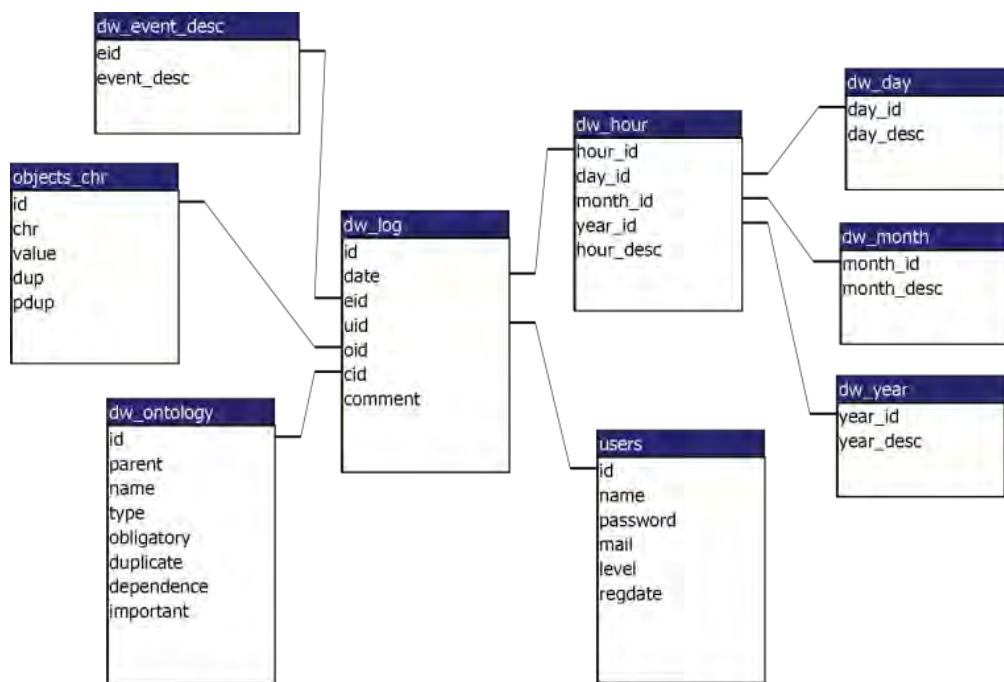 dw_event_desc
eid
event_desc
objects_chr
id
chr
value
dup
pdup
dw_ontology
id
parent
name
type
obligatory
duplicate
dependence
important
dw_log
id
date
eid
uid
oid
cid
comment
dw_hour
hour_id
day_id
month_id
year_id
hour_desc
users
id
name
password
mail
level
regdate
dw_day
day_id
day_desc
dw_month
month_id
month_desc
dw_year
year_id
year_desc